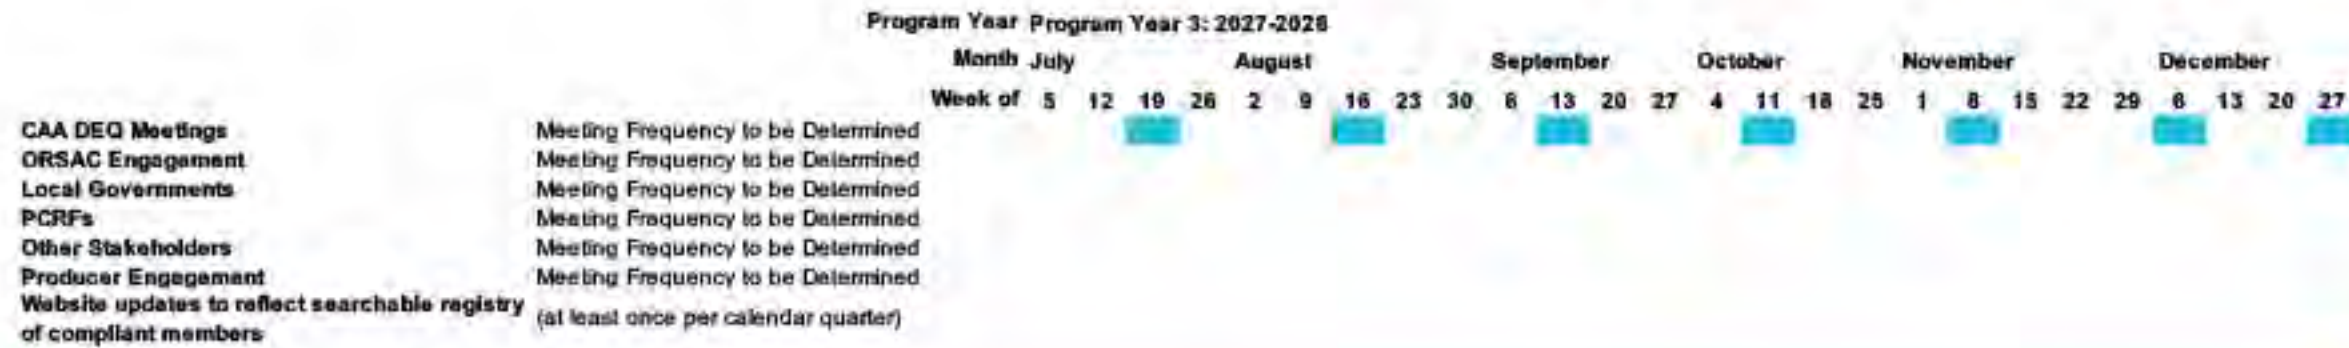 Program Year Program Year 3: 2027-2028
Month July August September October November December
Week of 5 12 19 26 2 9 16 23 30 6 13 20 27 4 11 18 25 1 8 15 22 29 6 13 20 27
CAA DEQ Meetings Meeting Frequency to be Determined
ORSAC Engagement Meeting Frequency to be Determined
Local Governments Meeting Frequency to be Determined
PCRFs Meeting Frequency to be Determined
Other Stakeholders Meeting Frequency to be Determined
Producer Engagement Meeting Frequency to be Determined
Website updates to reflect searchable registry (at least once per calendar quarter)
of compliant members